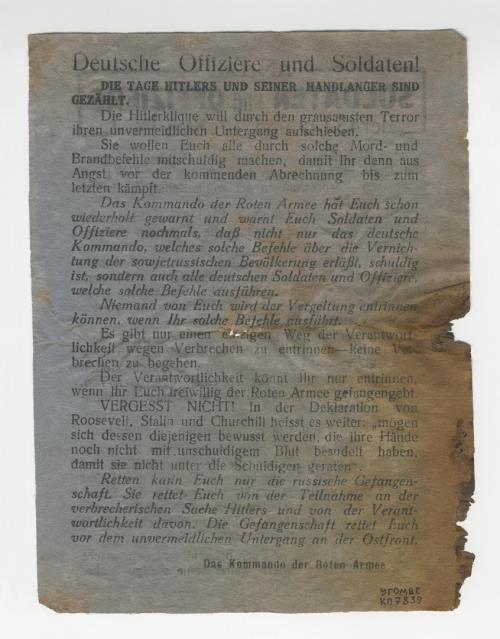 Deutsche Offiziere und Soldaten!
DIE TAGE HITLERS UND SEINER HANDLANGER SIND
GEZÄHLT.
Die Hitlerklique will durch den grausamsten Terror
ihren unvermeidlichen Untergang aufschieben.
Sie wollen Euch alle durch solche Mord- und
Brandbefehle mitschuldig machen, damit Ihr denn aus
Angst vor der kommenden Abrechnung bis zum
letzten kämpft.
Das Kommando der Roten Armee hat Euch schon
wiederholt gewarnt und warnt Euch Soldaten und
Offiziere nochmals, daß nicht nur das deutsche
Kommando, welches solche Befehle über die Vernich-
tung der sowjetrussischen Bevölkerung erläßt, schuldig
ist, sondern auch alle deutschen Soldaten und Offiziere,
welche solche Befehle ausführen.
Niemand von Euch wird der Vergeltung entrinnen
können, wenn Ihr solche Befehle ausführt.
Es gibt nur einen einzigen Weg der Verantwort-
lichkeit wegen Verbrechen zu entrinnen—keine Ver-
brechen zu begehen.
Der Verantwortlichkeit könnt Ihr nur entrinnen,
wenn Ihr Euch freiwillig der Roten Armee gefangengebt.
VERGESST NICHT! In der Deklaration von
Roosevelt, Stalin und Churchill heisst es weiter: „mögen
sich dessen diejenigen bewusst werden, die ihre Hände
noch nicht mit unschuldigem Blut besudelt haben,
damit sie nicht unter die Schuldigen geraten“.
Retten kann Euch nur die russische Gefangen-
schaft. Sie rettet Euch von der Teilnahme an der
verbrecherischen Sache Hitlers und von der Verant-
wortlichkeit davon. Die Gefangenschaft rettet Euch
vor dem unvermeidlichen Untergang an der Ostfront.
Das Kommando der Roten Armee
УГОМВС
КП7839